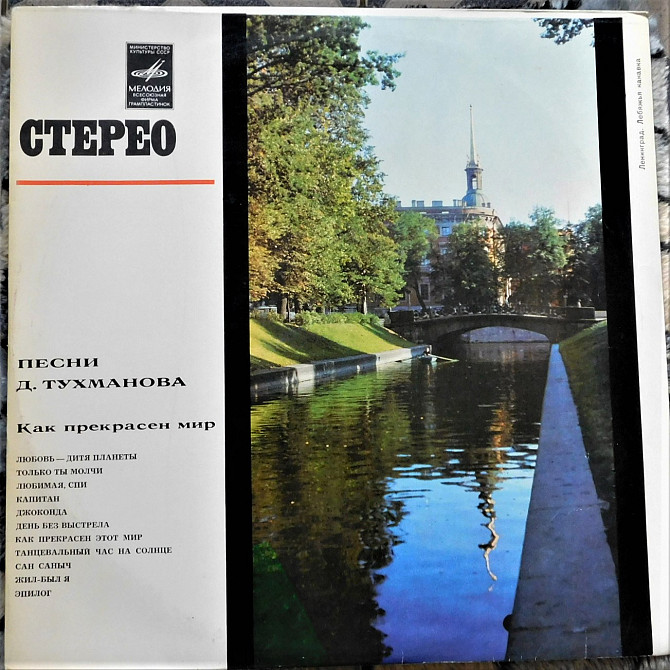 МИНИСТЕРСТВО
КУЛЬТУРЫ СССР
МЕЛОДИЯ
ВСЕСОЮЗНАЯ
ФИРМА
ГРАМПЛАСТИНОК
СТЕРЕО
ПЕСНИ
Д. ТУХМАНОВА
Как прекрасен мир
ЛЮБОВЬ — ДИТЯ ПЛАНЕТЫ
ТОЛЬКО ТЫ МОЛЧИ
ЛЮБИМАЯ, СПИ
КАПИТАН
ДЖОКОНДА
ДЕНЬ БЕЗ ВЫСТРЕЛА
КАК ПРЕКРАСЕН ЭТОТ МИР
ТАНЦЕВАЛЬНЫЙ ЧАС НА СОЛНЦЕ
САН САНЫЧ
ЖИЛ-БЫЛ Я
ЭПИЛОГ
Ленинград. Лебяжья канавка